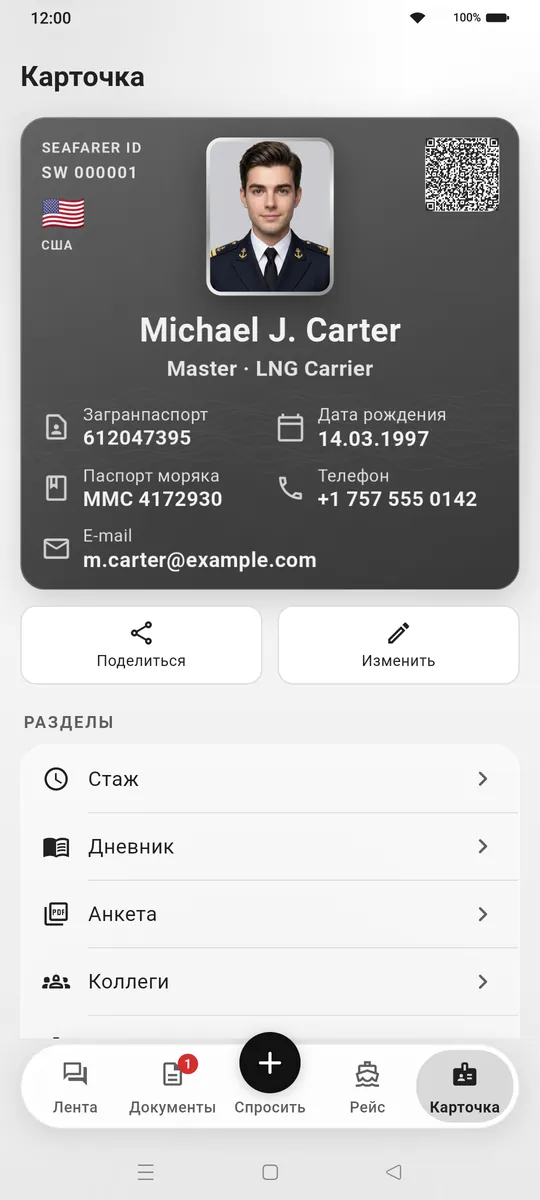 12:00
100%
Карточка
SEAFARER ID
SW 000001
США
Michael J. Carter
Master · LNG Carrier
Загранпаспорт
612047395
Дата рождения
14.03.1997
Паспорт моряка
MMC 4172930
Телефон
+1 757 555 0142
E-mail
m.carter@example.com
Поделиться
Изменить
РАЗДЕЛЫ
Стаж
Дневник
PDF
Анкета
Коллеги
1
Лента
Документы
Спросить
Рейс
Карточка